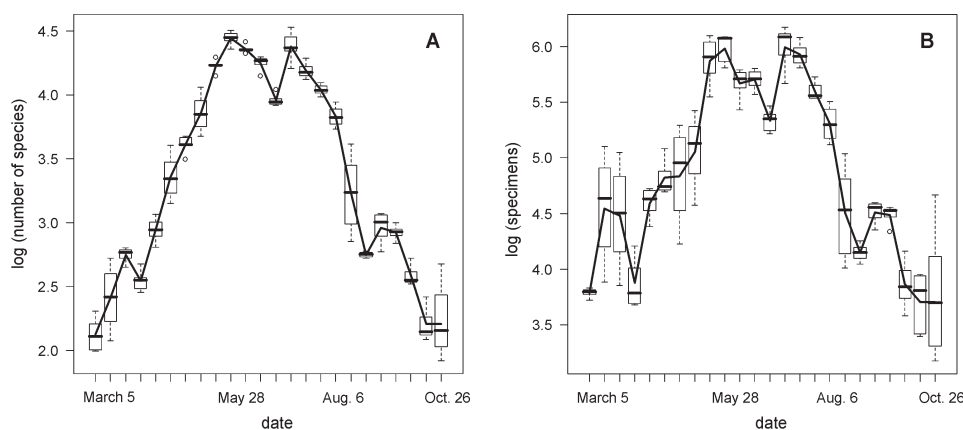 A
log (number of species)
4.5
4.0
3.5
3.0
2.5
2.0
March 5
May 28
Aug. 6
Oct. 26
date
B
log (specimens)
6.0
5.5
5.0
4.5
4.0
3.5
March 5
May 28
Aug. 6
Oct. 26
date